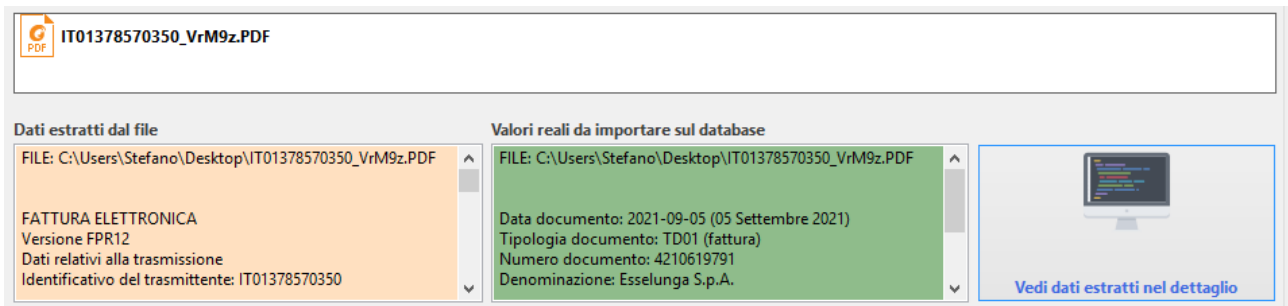 PDF
IT01378570350_VrM9z.PDF
Dati estratti dal file
FILE: C:\Users\Stefano\Desktop\IT01378570350_VrM9z.PDF
FATTURA ELETTRONICA
Versione FPR12
Dati relativi alla trasmissione
Identificativo del trasmittente: IT01378570350
Valori reali da importare sul database
FILE: C:\Users\Stefano\Desktop\IT01378570350_VrM9z.PDF
Data documento: 2021-09-05 (05 Settembre 2021)
Tipologia documento: TD01 (fattura)
Numero documento: 4210619791
Denominazione: Esselunga S.p.A.
Vedi dati estratti nel dettaglio